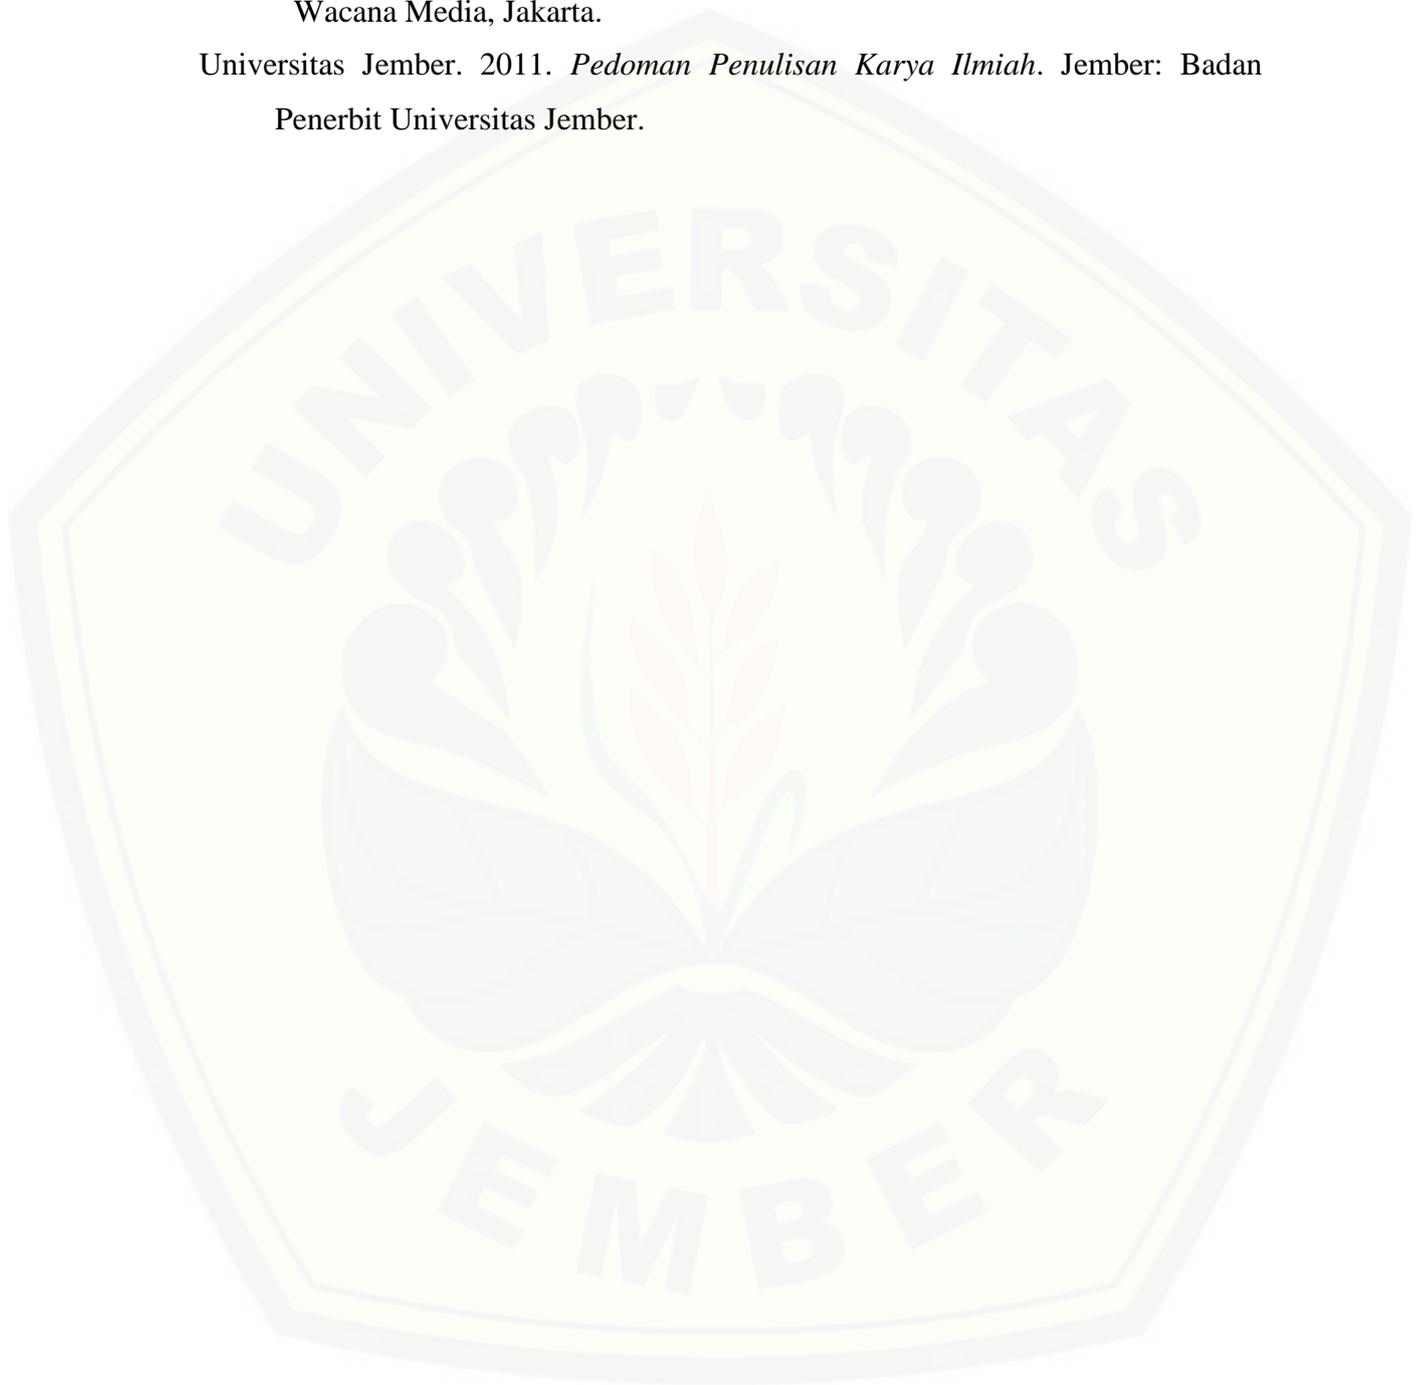 Wacana Media, Jakarta.
Universitas Jember. 2011. Pedoman Penulisan Karya Ilmiah. Jember: Badan
Penerbit Universitas Jember.
UNIVERSITAS
JEMBER